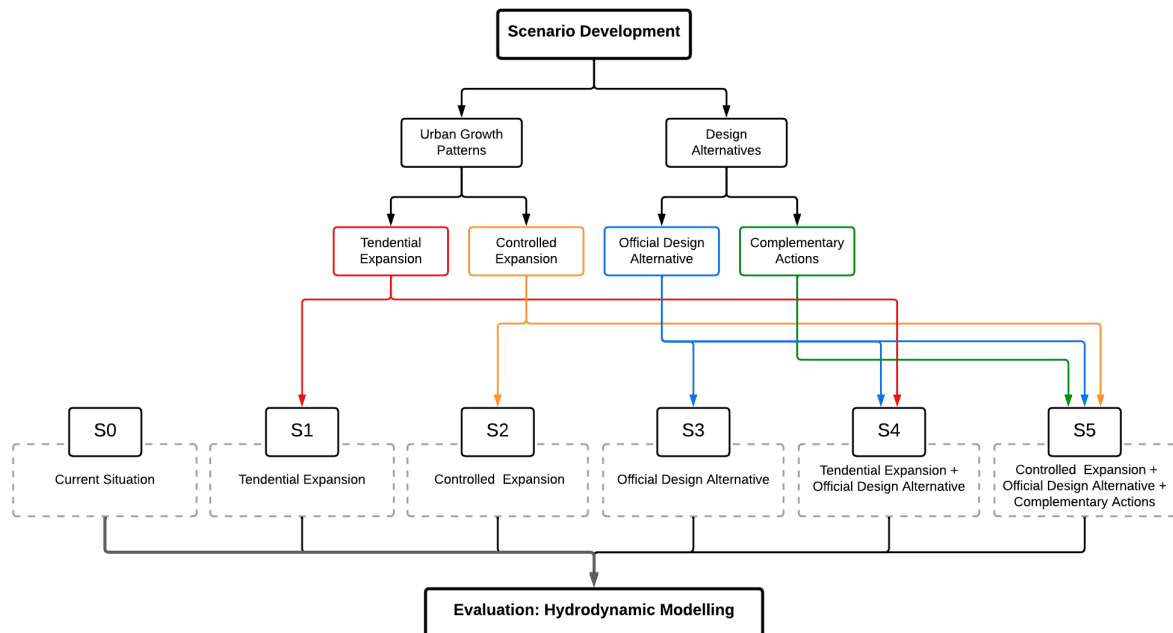 Scenario Development
Urban Growth
Patterns
Design
Alternatives
Tendential
Expansion
Controlled
Expansion
Official Design
Alternative
Complementary
Actions
S0
S1
S2
S3
S4
S5
Current Situation
Tendential Expansion
Controlled Expansion
Official Design Alternative
Tendential Expansion +
Official Design Alternative
Controlled Expansion +
Official Design Alternative +
Complementary Actions
Evaluation: Hydrodynamic Modelling